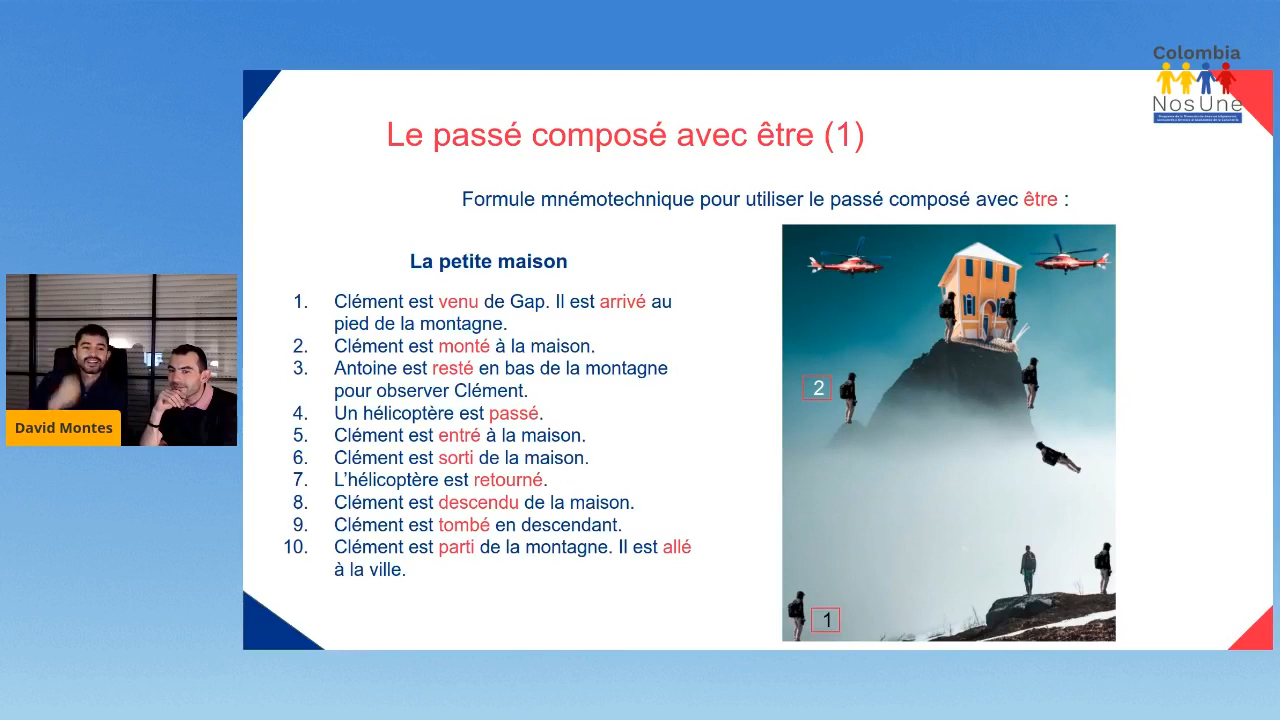 Colombia
NosUne
Le passé composé avec être (1)
Formule mnémotechnique pour utiliser le passé composé avec être :
La petite maison
1. Clément est venu de Gap. Il est arrivé au
pied de la montagne.
2. Clément est monté à la maison.
3. Antoine est resté en bas de la montagne
pour observer Clément.
4. Un hélicoptère est passé.
5. Clément est entré à la maison.
6. Clément est sorti de la maison.
7. L’hélicoptère est retourné.
8. Clément est descendu de la maison.
9. Clément est tombé en descendant.
10. Clément est parti de la montagne. Il est allé
à la ville.
2
1
David Montes